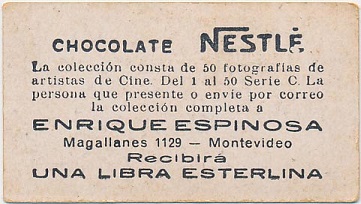 CHOCOLATE NESTLÉ
La colección consta de 50 fotografías de
artistas de Cine. Del 1 al 50 Serie C. La
persona que presente o envie por correo
la colección completa a
ENRIQUE ESPINOSA
Magallanes 1129 — Montevideo
Recibirá
UNA LIBRA ESTERLINA